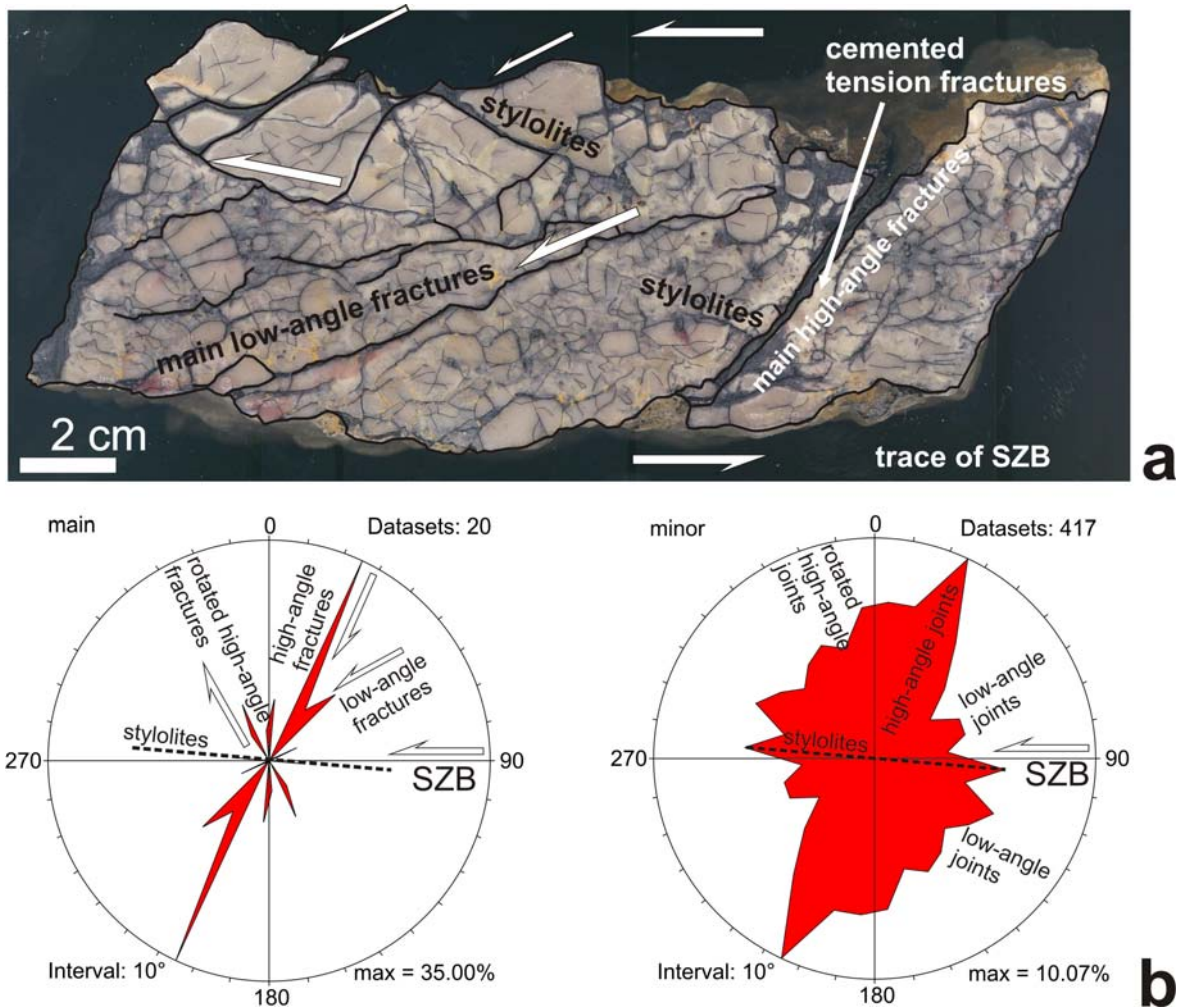 cemented
tension fractures
stylolites
main low-angle fractures
stylolites
main high-angle fractures
2 cm
trace of SZB
a
main
0
Datasets: 20
rotated high-angle
fractures
high-angle
fractures
low-angle
fractures
stylolites
270
90
SZB
Interval: 10°
180
max = 35.00%
minor
0
Datasets: 417
rotated
high-angle
joints
high-angle joints
low-angle
joints
stylolites
270
90
SZB
low-angle
joints
Interval: 10°
180
max = 10.07%
b